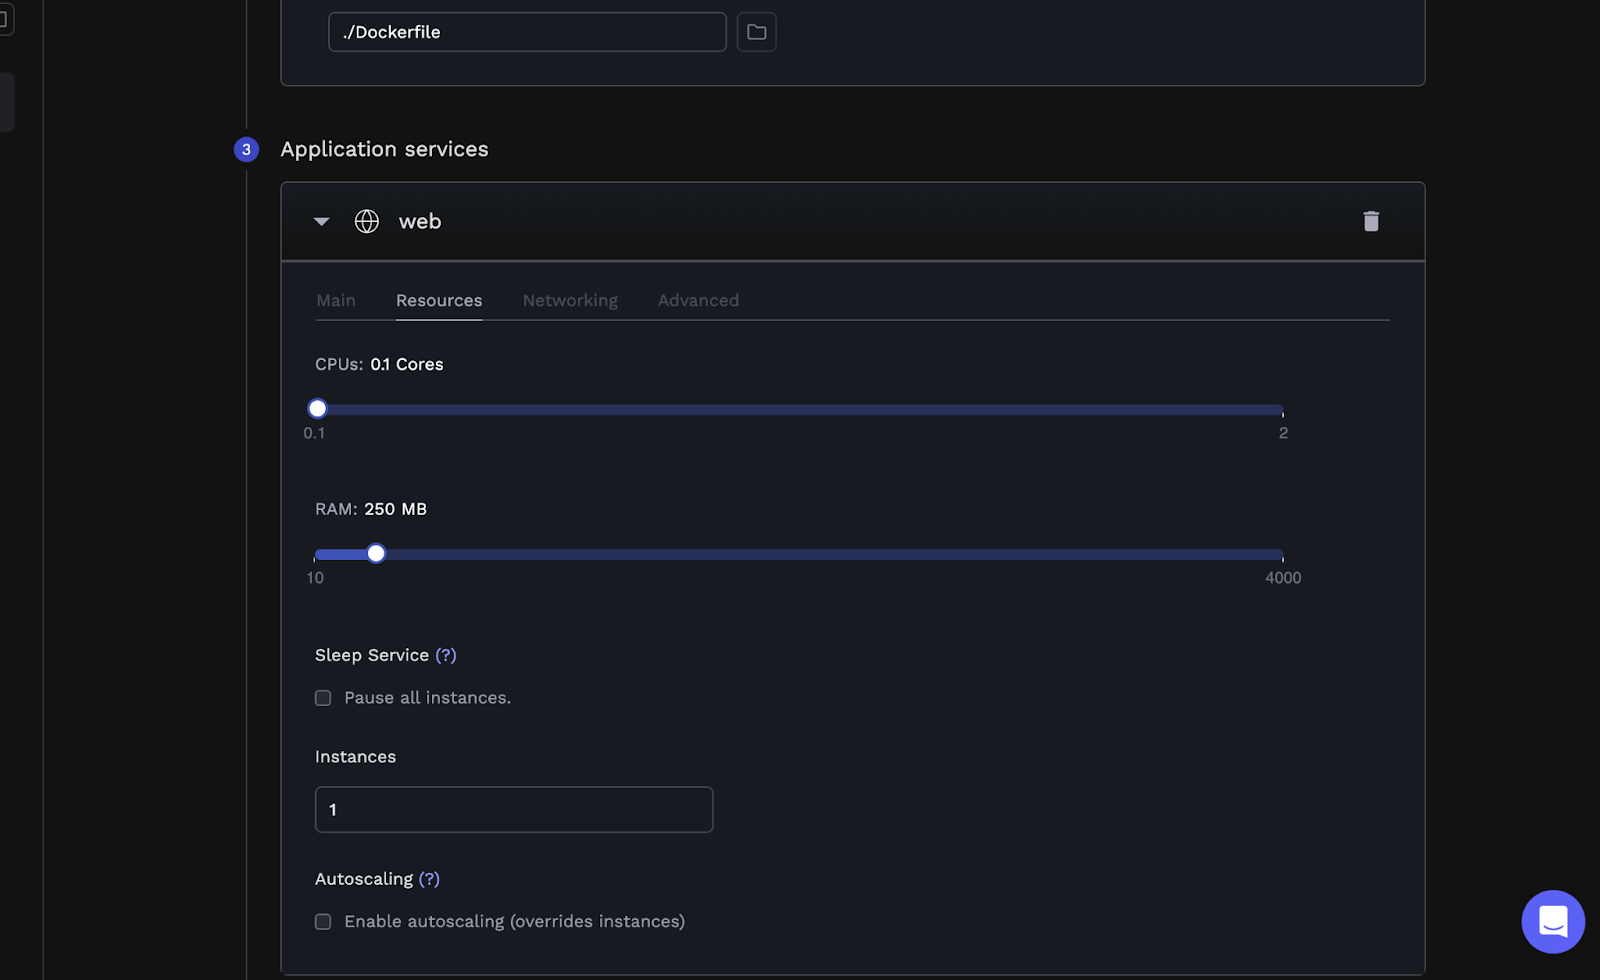 ./Dockerfile
3 Application services
web
Main Resources Networking Advanced
CPUs: 0.1 Cores
0.1 2
RAM: 250 MB
10 4000
Sleep Service (?)
Pause all instances.
Instances
1
Autoscaling (?)
Enable autoscaling (overrides instances)